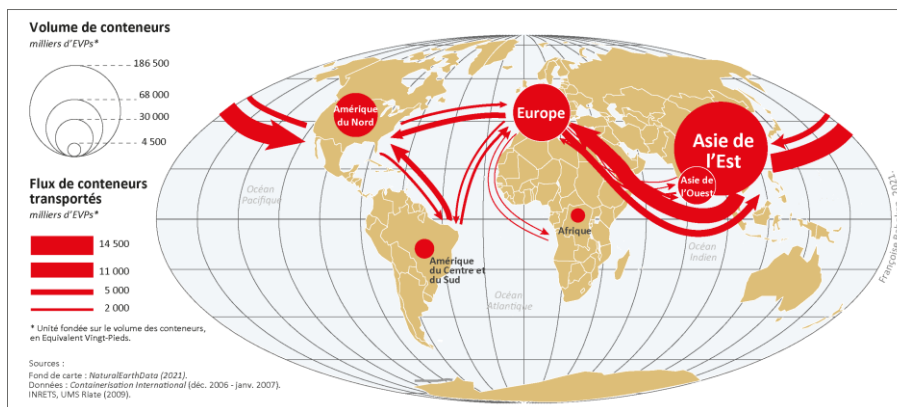 Volume de conteneurs
milliers d'EVPs*
186 500
68 000
30 000
4 500
Flux de conteneurs
transportés
milliers d'EVPs*
14 500
11 000
5 000
2 000
* Unité fondée sur le volume des conteneurs,
en Equivalent Vingt-Pieds.
Sources :
Fond de carte : NaturalEarthData (2021).
Données : Containerisation International (déc. 2006 - janv. 2007).
INRETS, UMS Riate (2009).
Amérique
du Nord
Europe
Asie de
l'Est
Asie de
l'Ouest
Océan
Pacifique
Afrique
Amérique
du Centre et
du Sud
Océan
Indien
Océan
Atlantique
Françoise
2021.